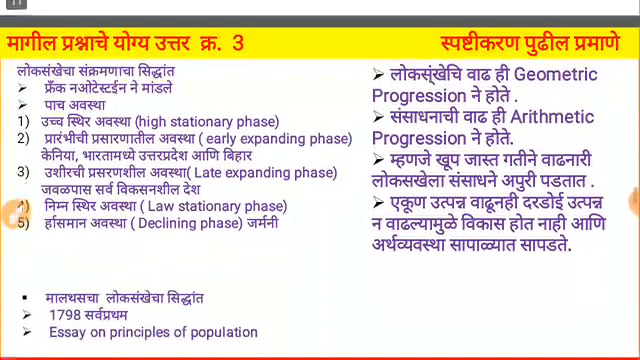 11
मागील प्रश्नाचे योग्य उत्तर क्र. 3
स्पष्टीकरण पुढील प्रमाणे
लोकसंखेचा संक्रमणाचा सिद्धांत
➢ फ्रँक नओटेस्टईन ने मांडले
➢ पाच अवस्था
1) उच्च स्थिर अवस्था (high stationary phase)
2) प्रारंभीची प्रसारणातील अवस्था ( early expanding phase)
केनिया, भारतामध्ये उत्तरप्रदेश आणि बिहार
3) उशीरची प्रसरणशील अवस्था( Late expanding phase)
जवळपास सर्व विकसनशील देश
4) निम्न स्थिर अवस्था ( Law stationary phase)
5) र्हासमान अवस्था ( Declining phase) जर्मनी
▪ मालथसचा लोकसंखेचा सिद्धांत
➢ 1798 सर्वप्रथम
➢ Essay on principles of population
➢ लोकस्ंखेचि वाढ ही Geometric
Progression ने होते .
➢ संसाधनाची वाढ ही Arithmetic
Progression ने होते.
➢ म्हणजे खूप जास्त गतीने वाढनारी
लोकसखेला संसाधने अपुरी पडतात .
➢ एकूण उत्पन्न वाढूनही दरडोई उत्पन्न
न वाढल्यामुळे विकास होत नाही आणि
अर्थव्यवस्था सापाळ्यात सापडते.